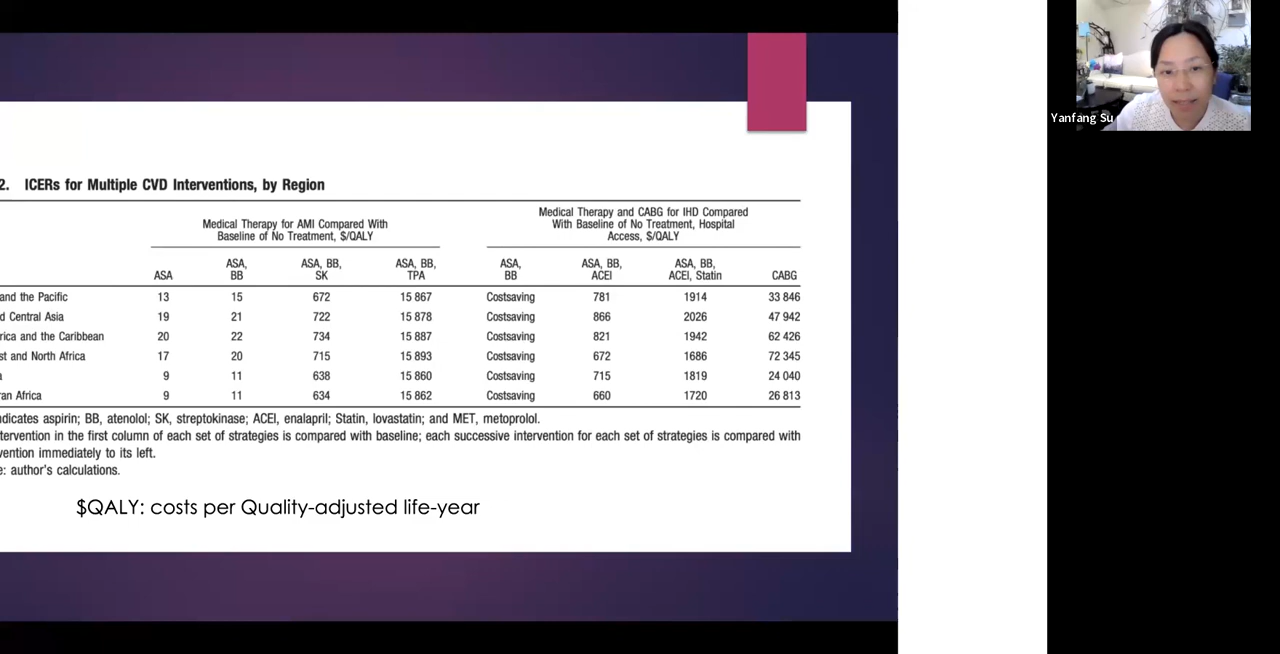 2. ICERs for Multiple CVD Interventions, by Region
Medical Therapy for AMI Compared With
Baseline of No Treatment, $/QALY
Medical Therapy and CABG for IHD Compared
With Baseline of No Treatment, Hospital
Access, $/QALY
ASA ASA, BB ASA, BB, SK ASA, BB, TPA ASA, BB ASA, BB, ACEI ASA, BB, ACEI, Statin CABG
and the Pacific 13 15 672 15 867 Costsaving 781 1914 33 846
d Central Asia 19 21 722 15 878 Costsaving 866 2026 47 942
rica and the Caribbean 20 22 734 15 887 Costsaving 821 1942 62 426
st and North Africa 17 20 715 15 893 Costsaving 672 1686 72 345
a 9 11 638 15 860 Costsaving 715 1819 24 040
ran Africa 9 11 634 15 862 Costsaving 660 1720 26 813
ndicates aspirin; BB, atenolol; SK, streptokinase; ACEI, enalapril; Statin, lovastatin; and MET, metoprolol.
tervention in the first column of each set of strategies is compared with baseline; each successive intervention for each set of strategies is compared with
vention immediately to its left.
e: author's calculations.
$QALY: costs per Quality-adjusted life-year
Yanfang Su